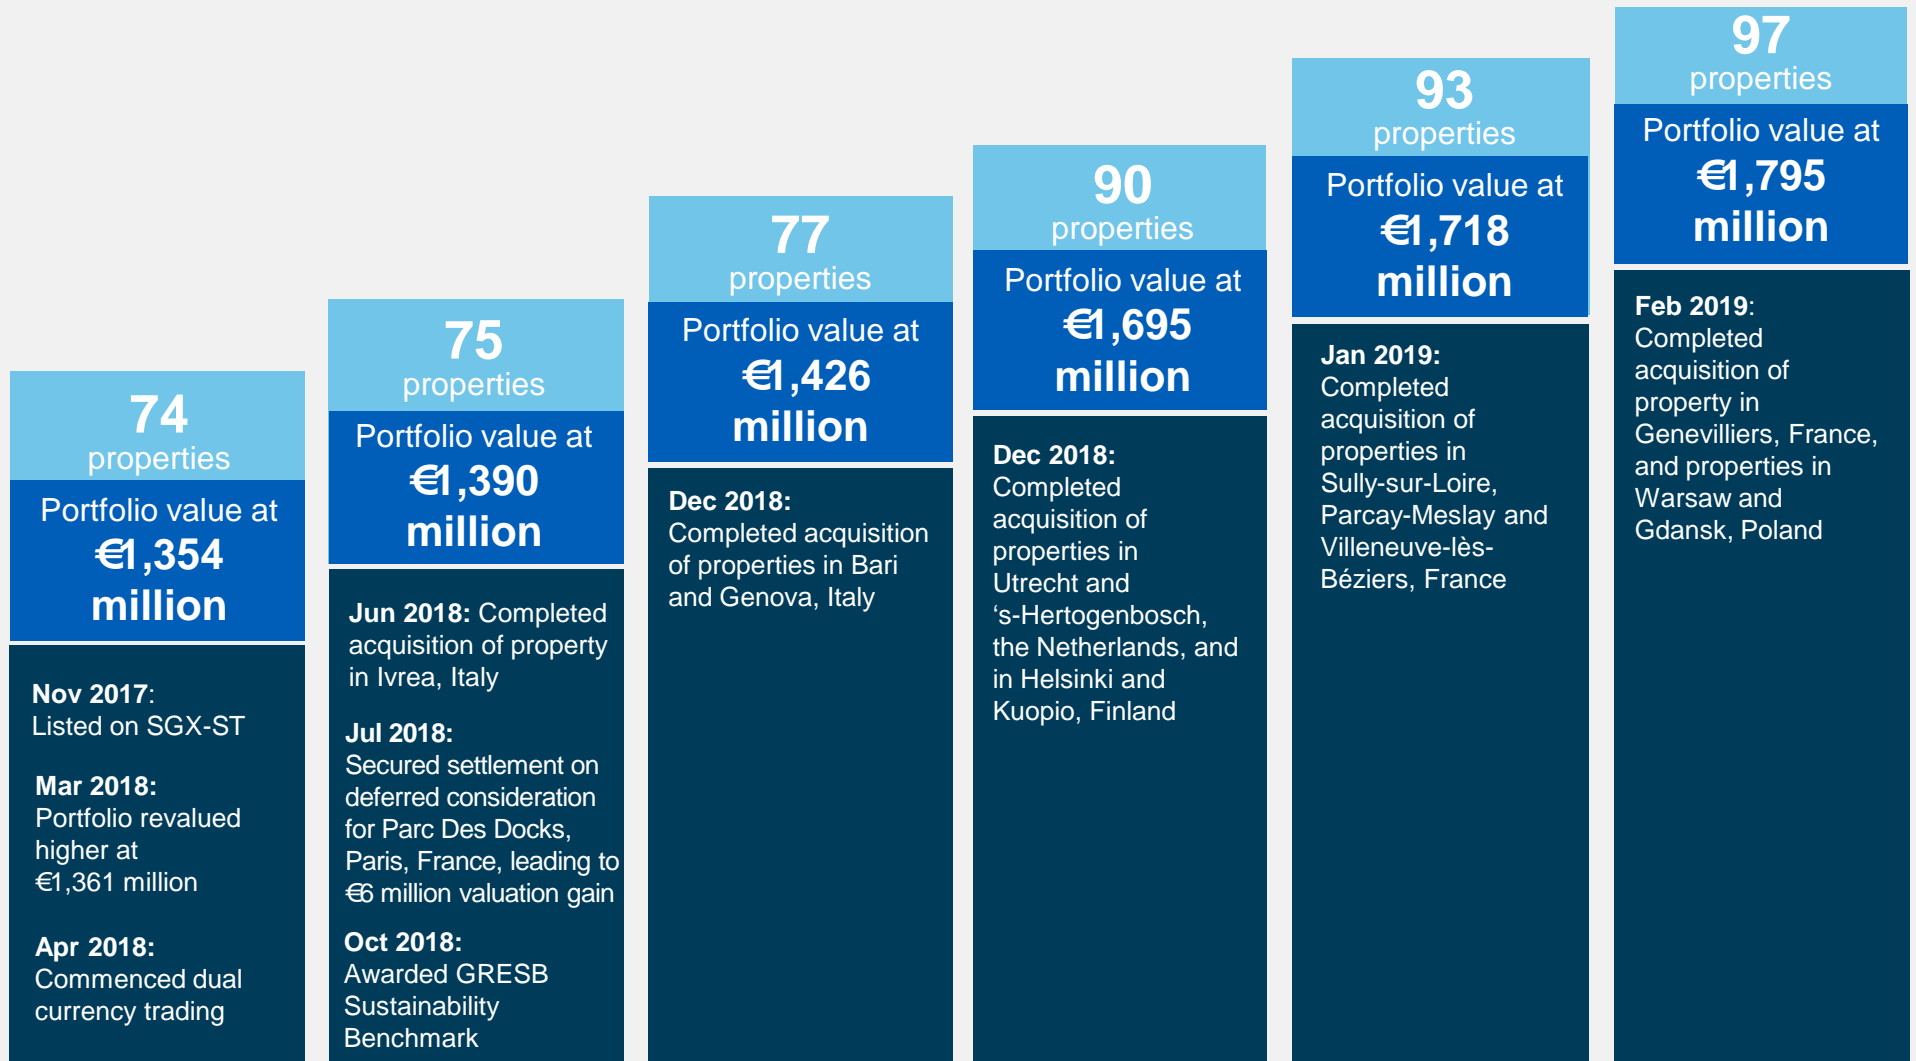 74
properties
Portfolio value at
€1,354
million
Nov 2017:
Listed on SGX-ST
Mar 2018:
Portfolio revalued
higher at
€1,361 million
Apr 2018:
Commenced dual
currency trading
75
properties
Portfolio value at
€1,390
million
Jun 2018: Completed
acquisition of property
in Ivrea, Italy
Jul 2018:
Secured settlement on
deferred consideration
for Parc Des Docks,
Paris, France, leading to
€6 million valuation gain
Oct 2018:
Awarded GRESB
Sustainability
Benchmark
77
properties
Portfolio value at
€1,426
million
Dec 2018:
Completed acquisition
of properties in Bari
and Genova, Italy
90
properties
Portfolio value at
€1,695
million
Dec 2018:
Completed
acquisition of
properties in
Utrecht and
‘s-Hertogenbosch,
the Netherlands, and
in Helsinki and
Kuopio, Finland
93
properties
Portfolio value at
€1,718
million
Jan 2019:
Completed
acquisition of
properties in
Sully-sur-Loire,
Parcay-Meslay and
Villeneuve-lès-
Béziers, France
97
properties
Portfolio value at
€1,795
million
Feb 2019:
Completed
acquisition of
property in
Genevilliers, France,
and properties in
Warsaw and
Gdansk, Poland